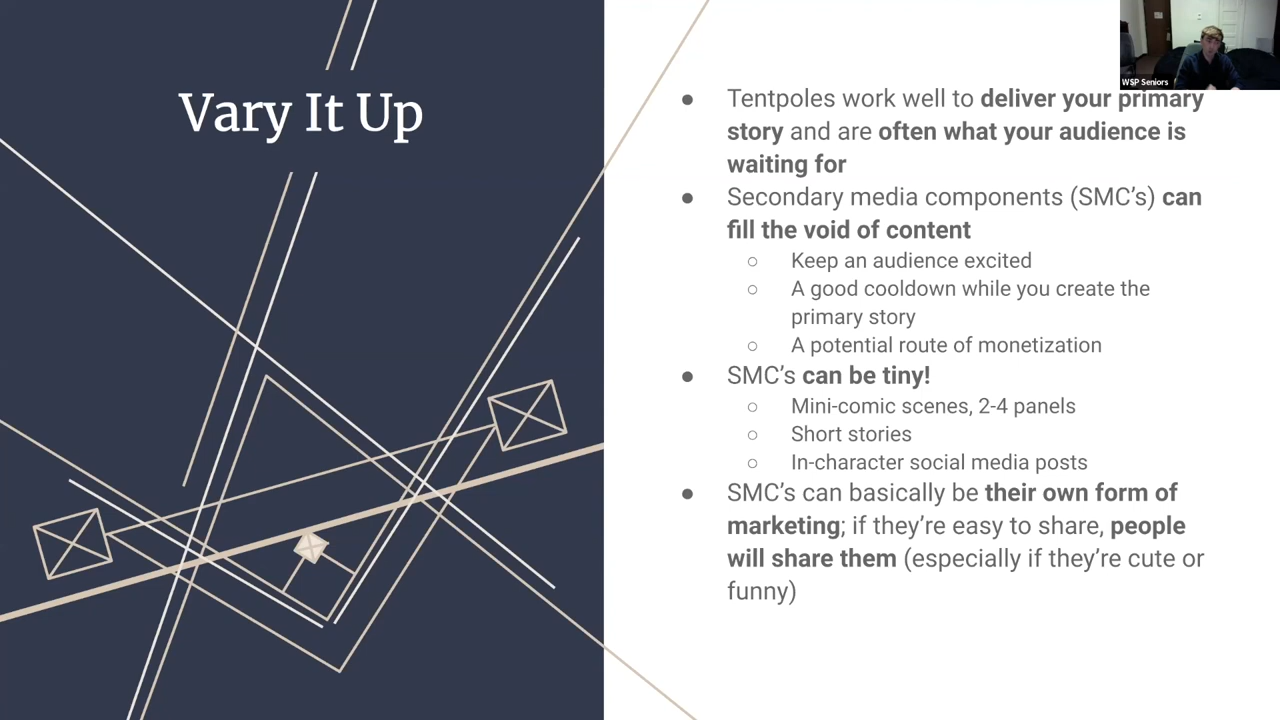 Vary It Up
● Tentpoles work well to deliver your primary
story and are often what your audience is
waiting for
● Secondary media components (SMC's) can
fill the void of content
○ Keep an audience excited
○ A good cooldown while you create the
primary story
○ A potential route of monetization
● SMC's can be tiny!
○ Mini-comic scenes, 2-4 panels
○ Short stories
○ In-character social media posts
● SMC's can basically be their own form of
marketing; if they're easy to share, people
will share them (especially if they're cute or
funny)
WSP Seniors